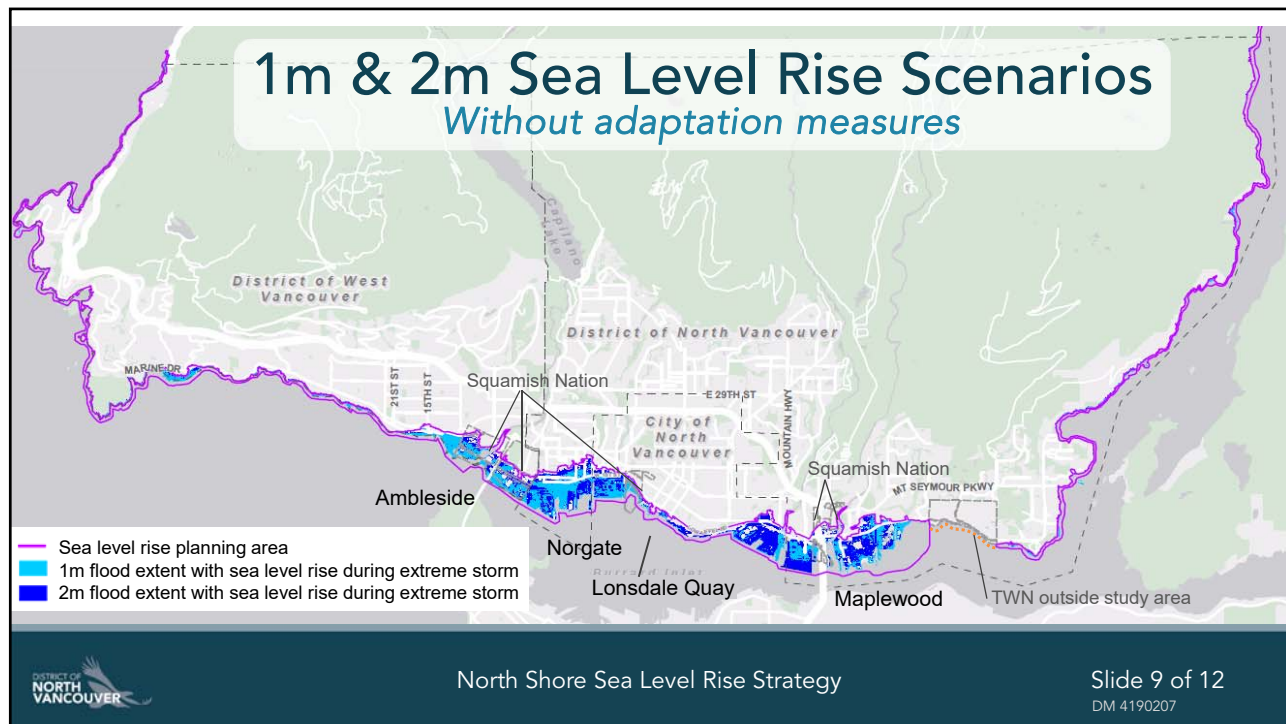 1m & 2m Sea Level Rise Scenarios
Without adaptation measures
Capilano
Lake
District of West
Vancouver
District of North Vancouver
MARINE DR
21ST ST
15TH ST
Squamish Nation
E 29TH ST
City of
North
Vancouver
MOUNTAIN HWY
Squamish Nation
MT SEYMOUR PKWY
Ambleside
Norgate
Burrard Inlet
Lonsdale Quay
Maplewood
TWN outside study area
Sea level rise planning area
1m flood extent with sea level rise during extreme storm
2m flood extent with sea level rise during extreme storm
DISTRICT OF
NORTH
VANCOUVER
North Shore Sea Level Rise Strategy
Slide 9 of 12
DM 4190207